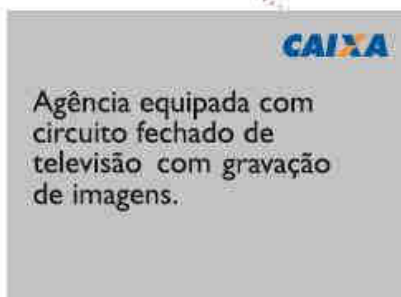 CAIXA
Agência equipada com
circuito fechado de
televisão com gravação
de imagens.